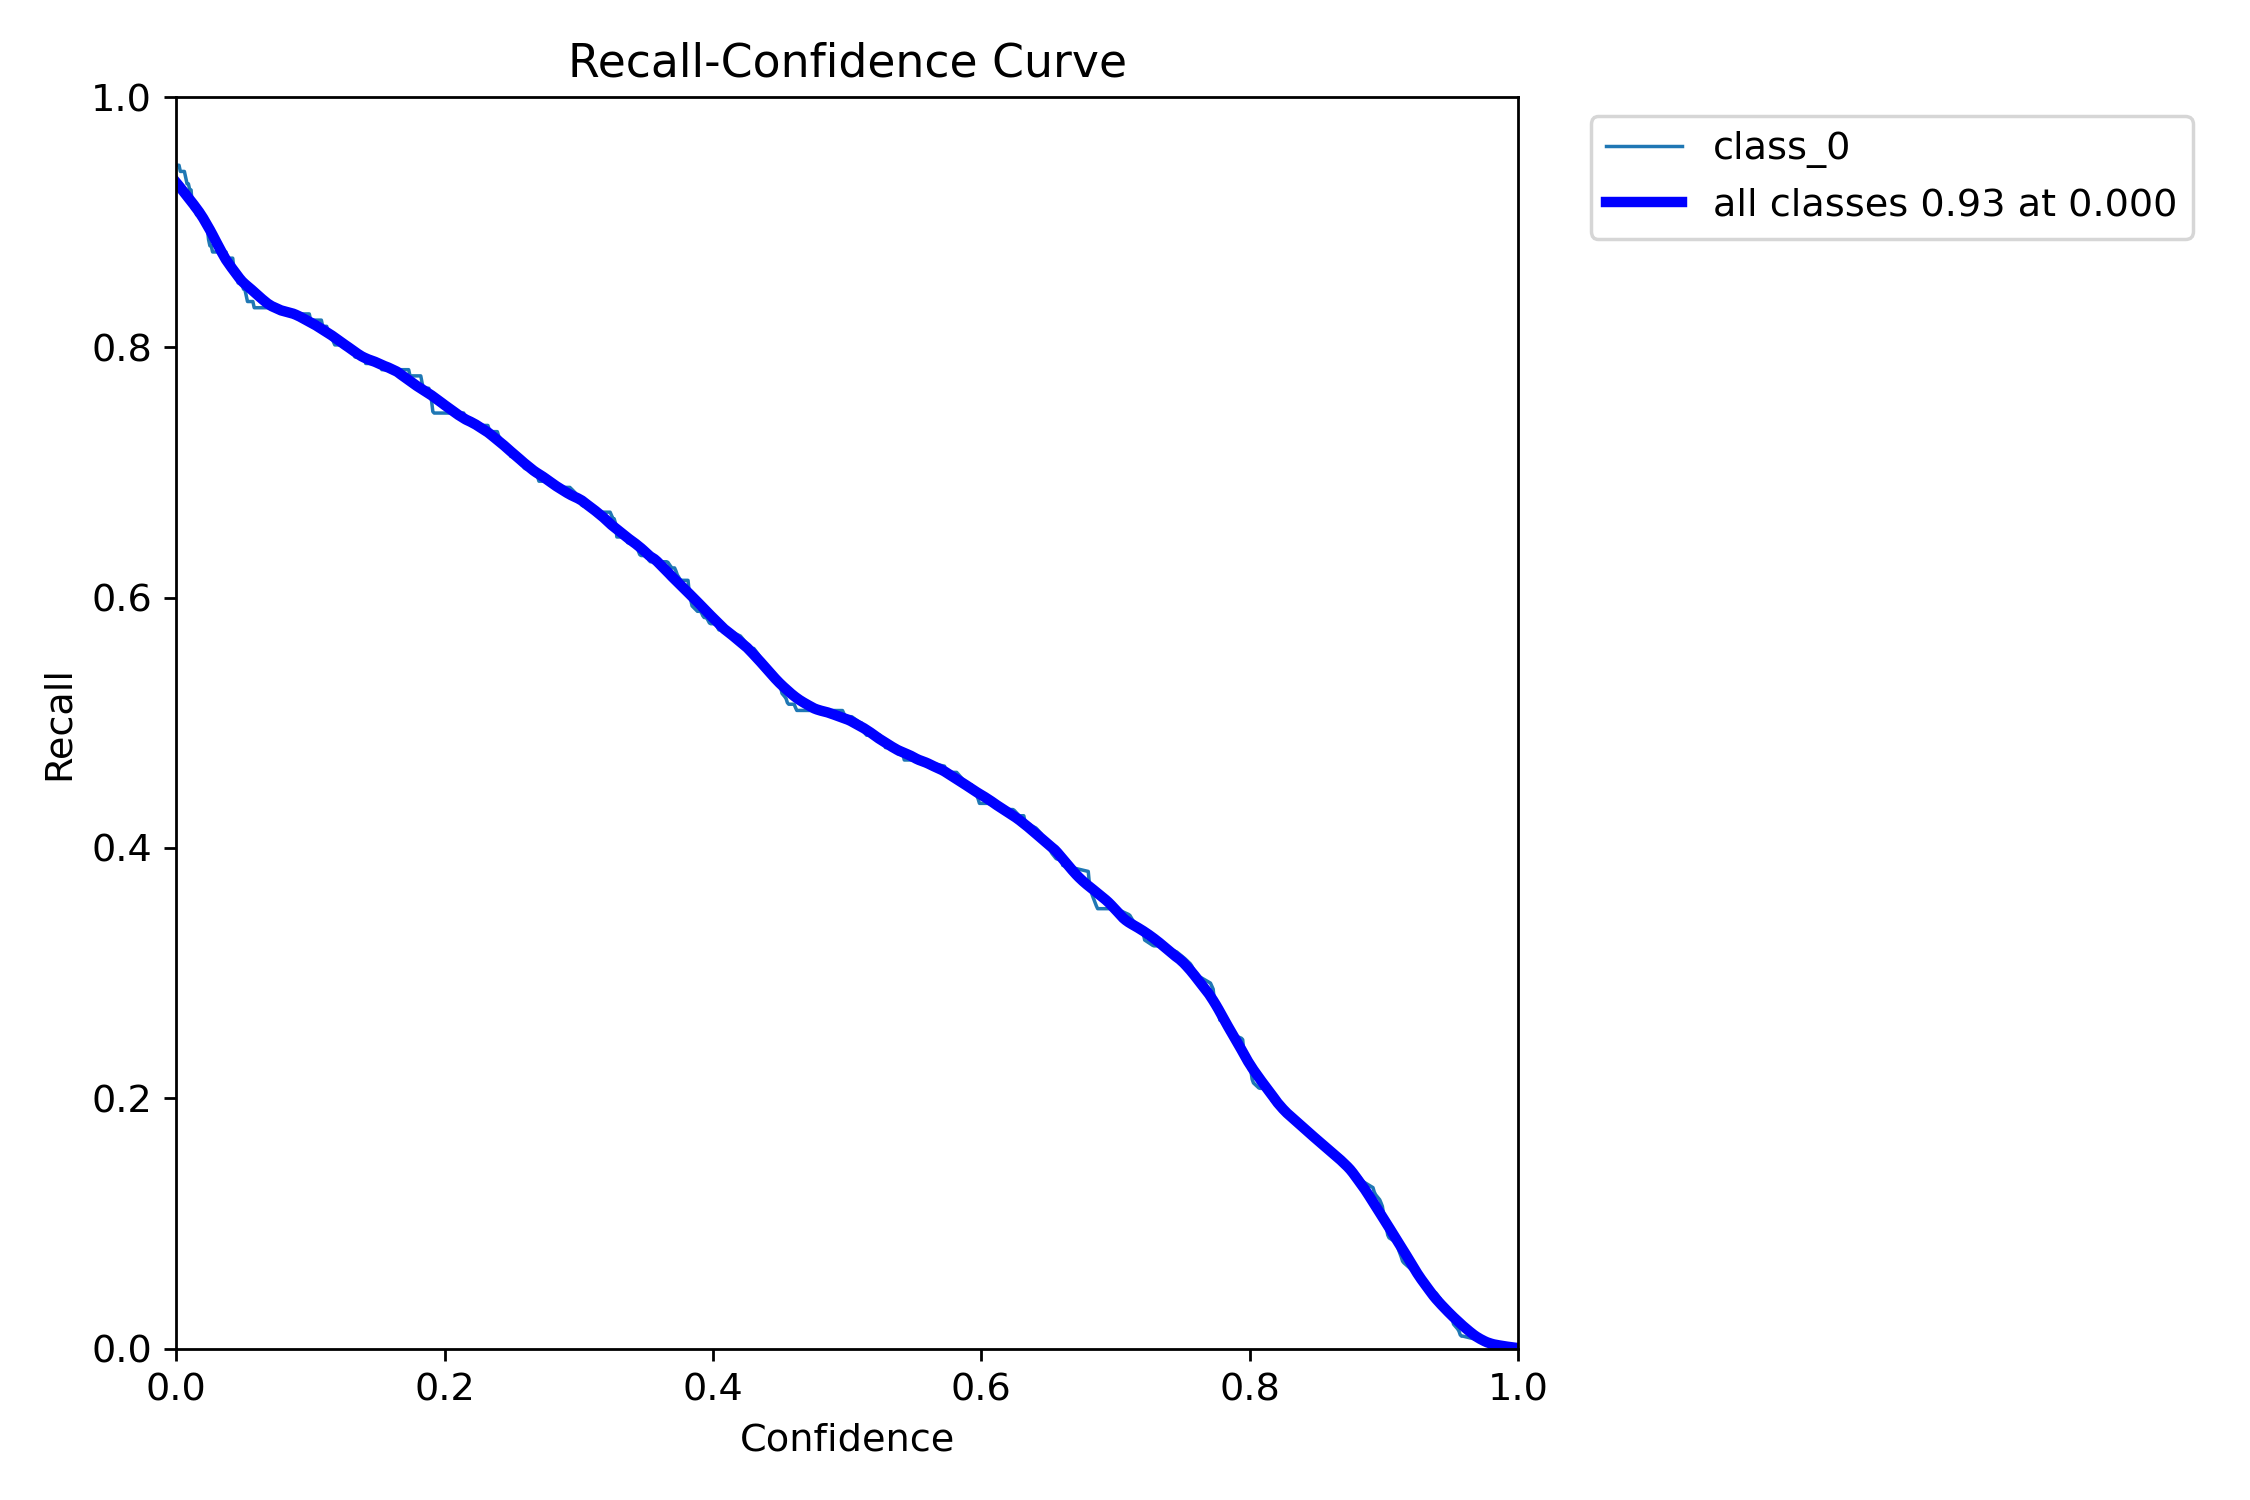 Recall-Confidence Curve
1.0
0.8
0.6
0.4
0.2
0.0
Recall
0.0 0.2 0.4 0.6 0.8 1.0
Confidence
class_0
all classes 0.93 at 0.000